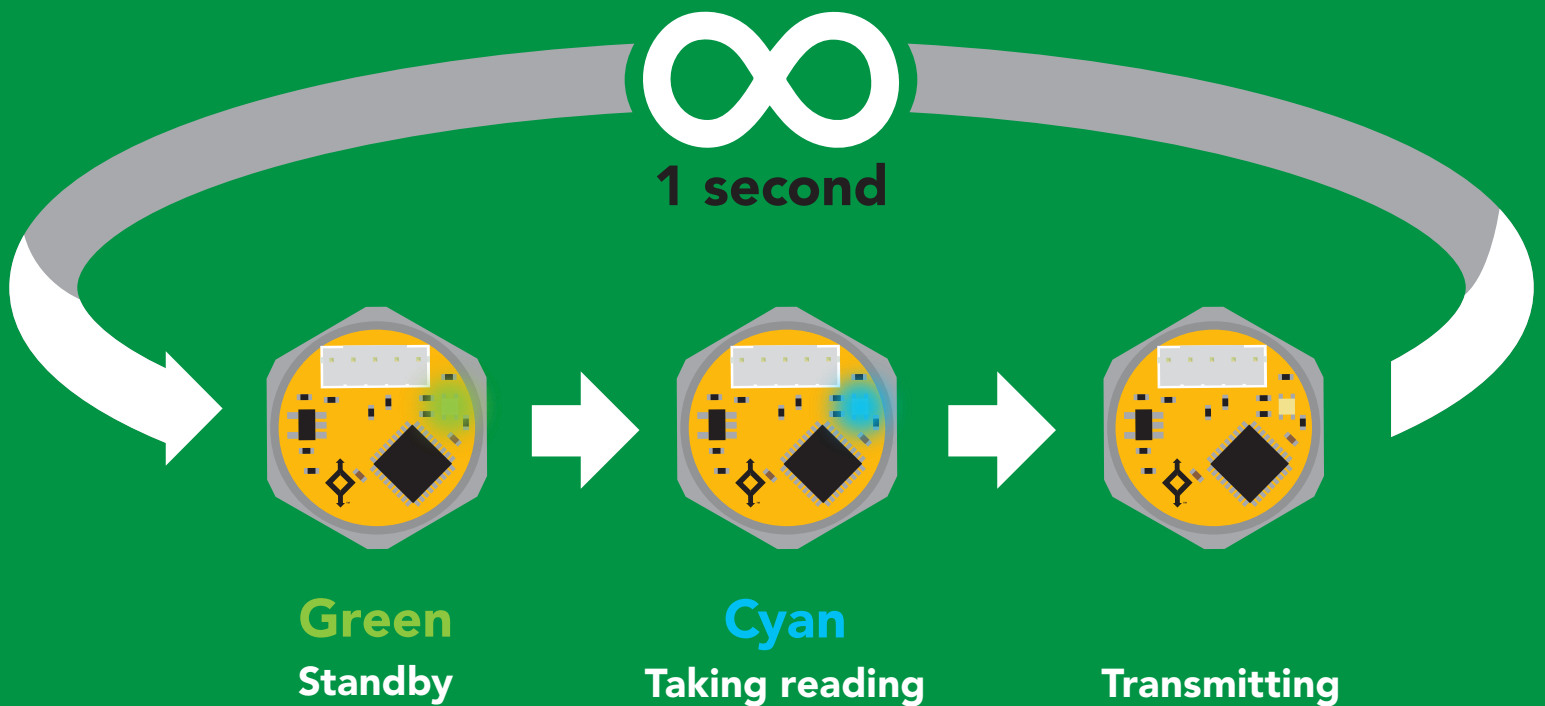 1 second
Green
Cyan
Standby
Taking reading
Transmitting